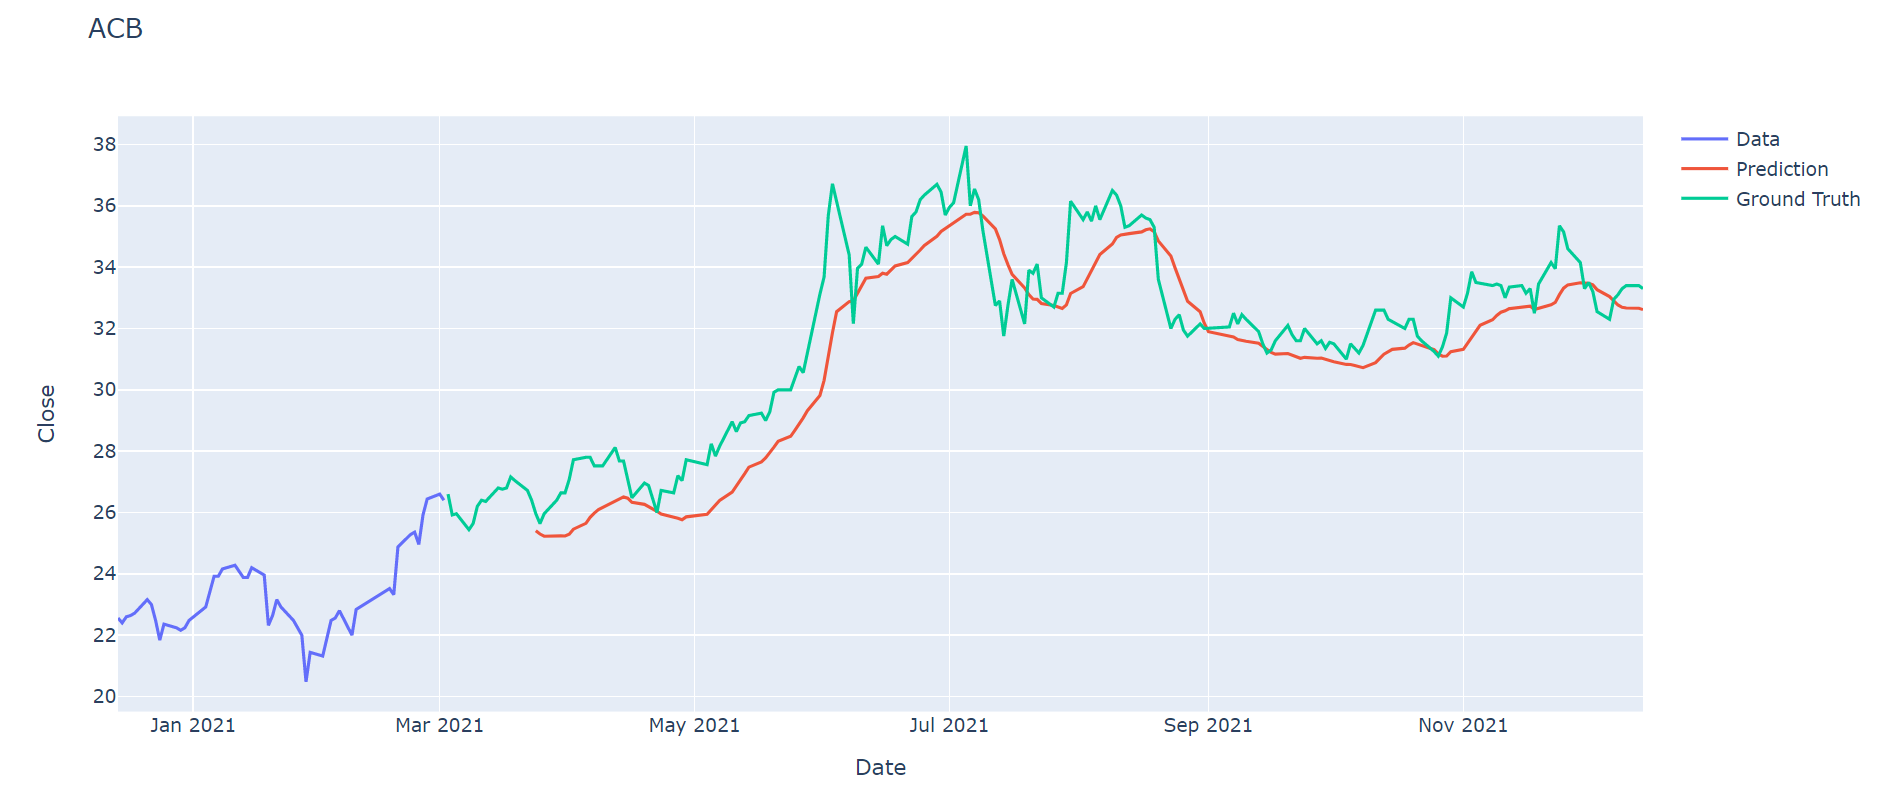 ACB
Data
Prediction
Ground Truth
38
36
34
32
30
28
26
24
22
20
Close
Jan 2021
Mar 2021
May 2021
Jul 2021
Sep 2021
Nov 2021
Date